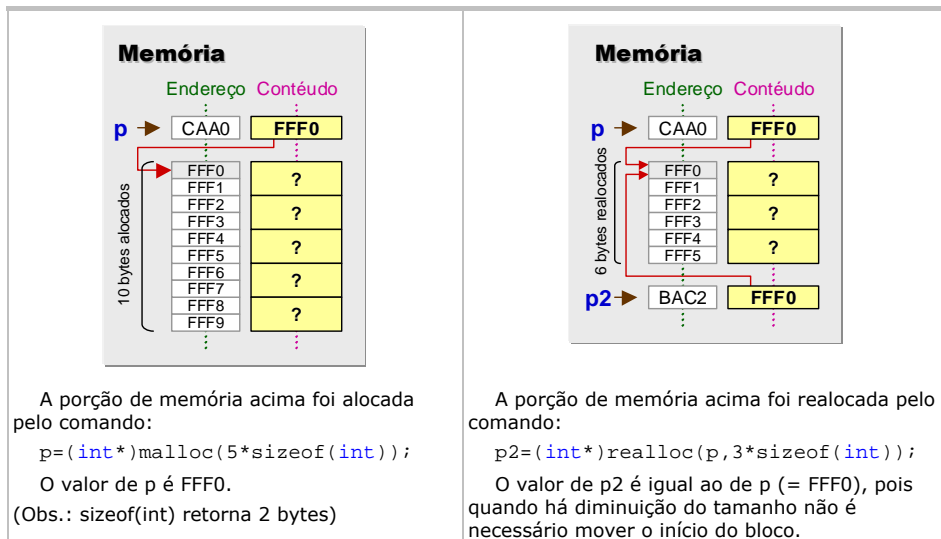 Memória
Endereço Contéudo
p CAA0 FFF0
10 bytes alocados
FFF0
FFF1
?
FFF2
FFF3
?
FFF4
FFF5
?
FFF6
FFF7
?
FFF8
FFF9
?
A porção de memória acima foi alocada
pelo comando:
p=(int*)malloc(5*sizeof(int));
O valor de p é FFF0.
(Obs.: sizeof(int) retorna 2 bytes)
Memória
Endereço Contéudo
p CAA0 FFF0
6 bytes realocados
FFF0
FFF1
?
FFF2
FFF3
?
FFF4
FFF5
?
p2 BAC2 FFF0
A porção de memória acima foi realocada pelo
comando:
p2=(int*)realloc(p,3*sizeof(int));
O valor de p2 é igual ao de p (= FFF0), pois
quando há diminuição do tamanho não é
necessário mover o início do bloco.